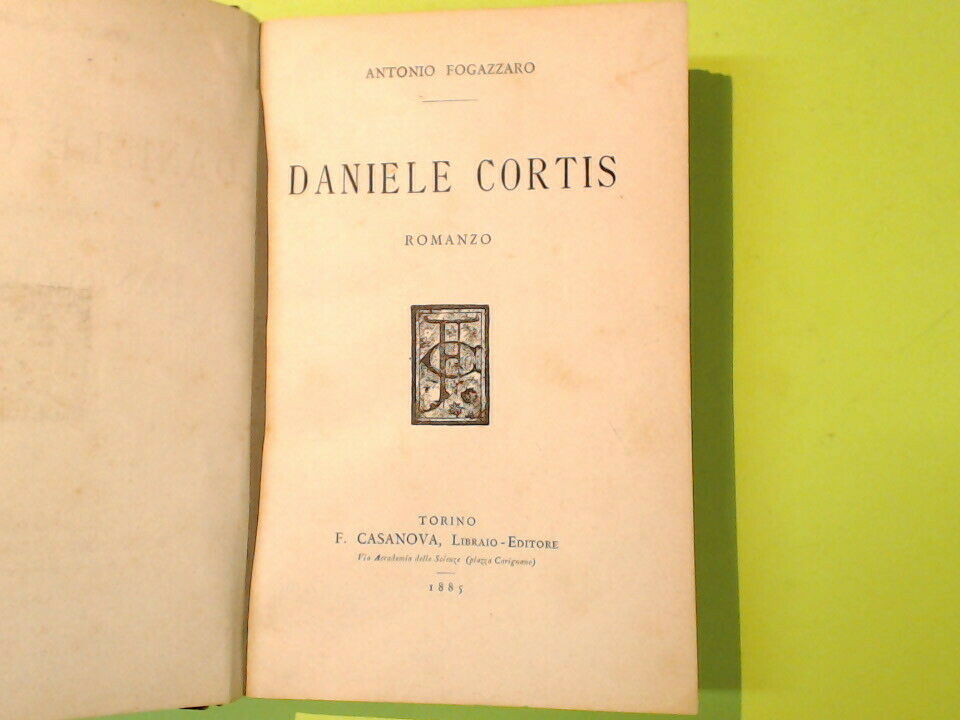 ANTONIO FOGAZZARO
DANIELE CORTIS
ROMANZO
TORINO
F. CASANOVA, LIBRAIO-EDITORE
Via Accademia delle Scienze (piazza Carignano)
1885